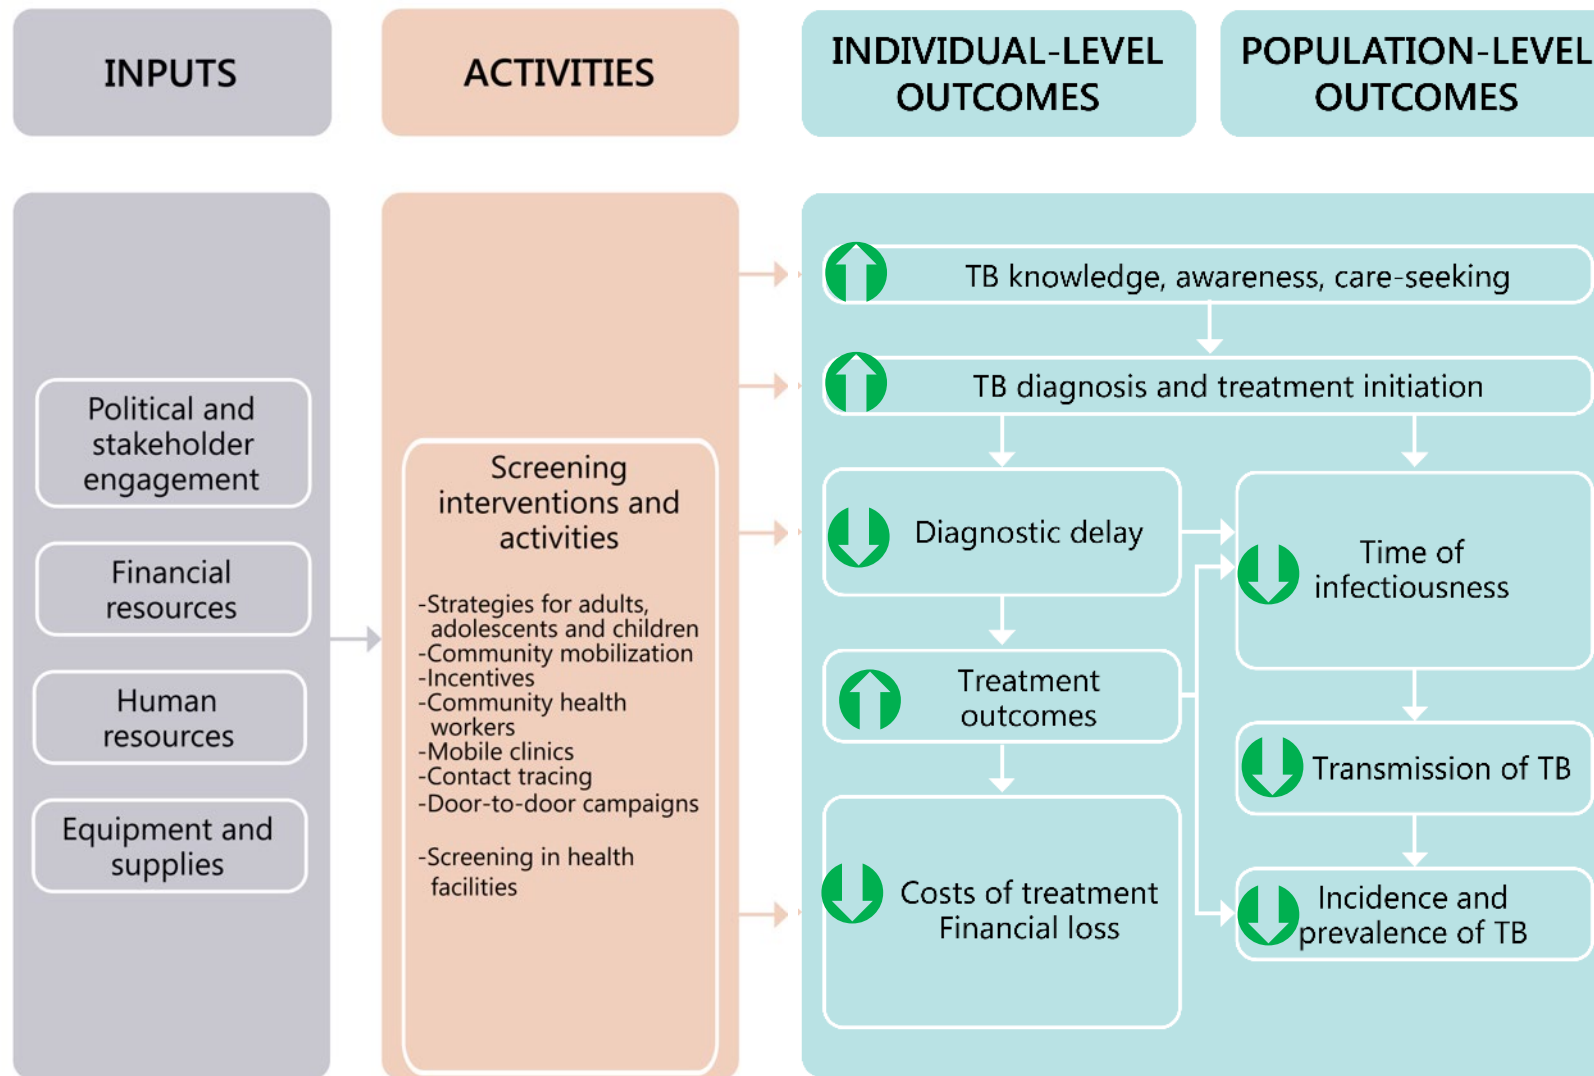 INPUTS
ACTIVITIES
INDIVIDUAL-LEVEL
OUTCOMES
POPULATION-LEVEL
OUTCOMES
Political and
stakeholder
engagement
Financial
resources
Human
resources
Equipment and
supplies
Screening
interventions and
activities
-Strategies for adults,
adolescents and children
-Community mobilization
-Incentives
-Community health
workers
-Mobile clinics
-Contact tracing
-Door-to-door campaigns
-Screening in health
facilities
TB knowledge, awareness, care-seeking
TB diagnosis and treatment initiation
Diagnostic delay
Treatment
outcomes
Costs of treatment
Financial loss
Time of
infectiousness
Transmission of TB
Incidence and
prevalence of TB